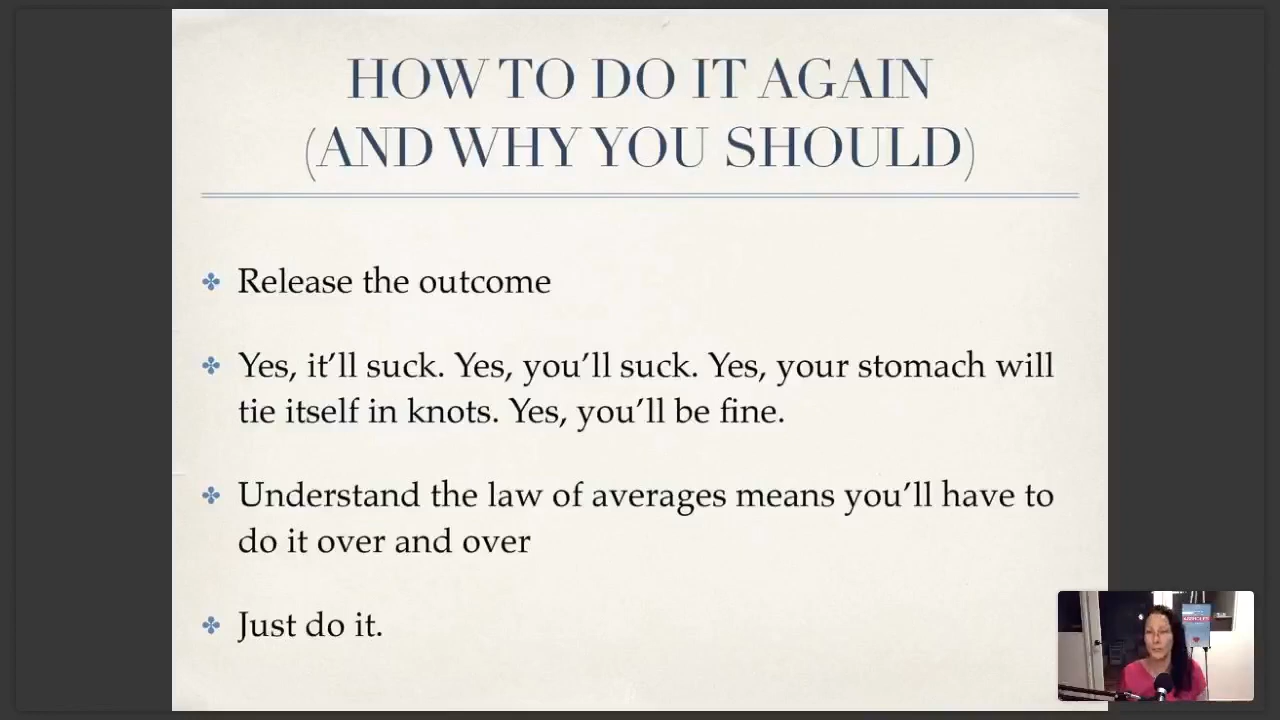 HOW TO DO IT AGAIN
(AND WHY YOU SHOULD)
Release the outcome
Yes, it’ll suck. Yes, you’ll suck. Yes, your stomach will
tie itself in knots. Yes, you’ll be fine.
Understand the law of averages means you’ll have to
do it over and over
Just do it.